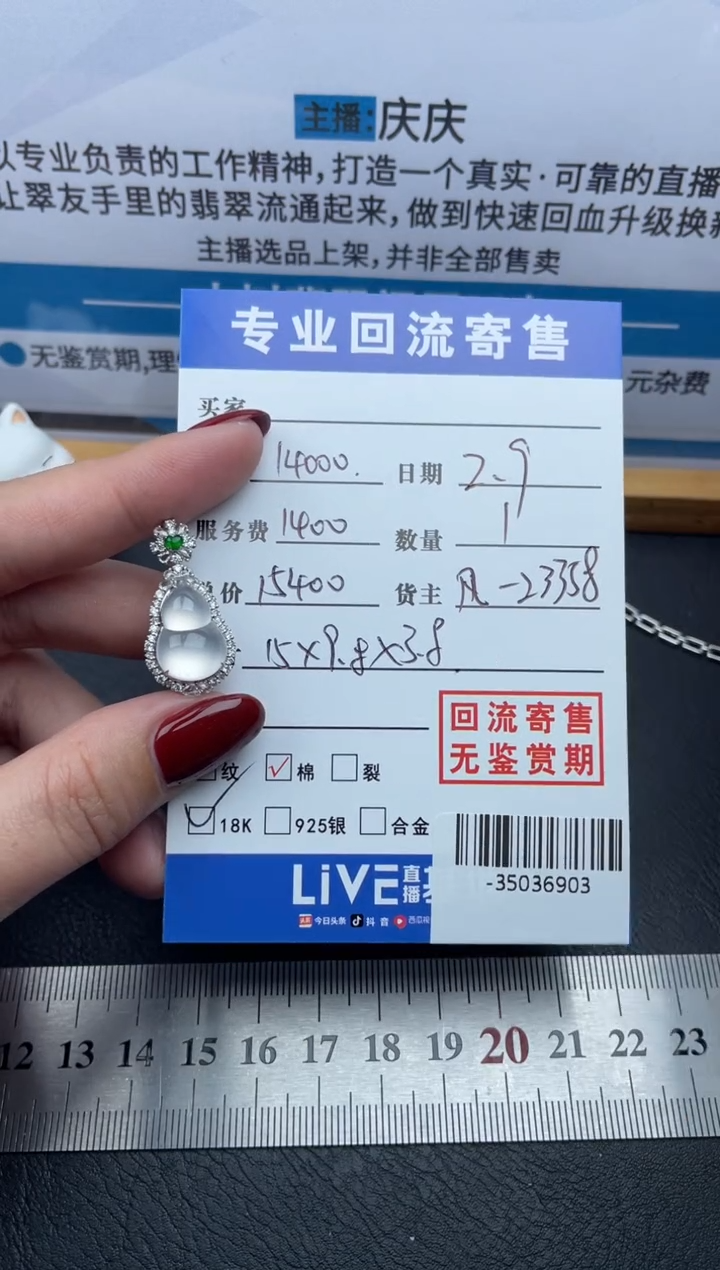 主播:庆庆
以专业负责的工作精神,打造一个真实·可靠的直播
让翠友手里的翡翠流通起来,做到快速回血升级换新
主播选品上架,并非全部售卖
无鉴赏期,理
元杂费
专业回流寄售
买家
14000. 日期 2.9
服务费 1400 数量 1
价 15400 货主 -23358
15×9.8×3.8
回流寄售
无鉴赏期
纹 棉 裂
18K 925银 合金
-35036903
LiVE 直播
头条 今日头条 抖音 西瓜视
12 13 14 15 16 17 18 19 20 21 22 23